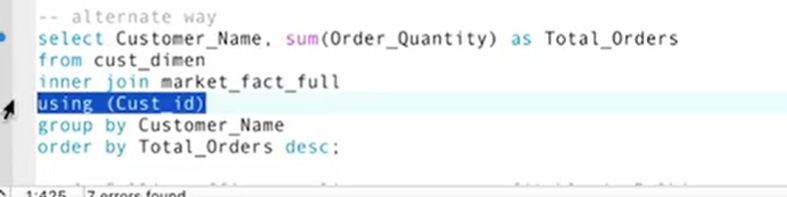 -- alternate way
select Customer_Name, sum(Order_Quantity) as Total_Orders
from cust_dimen
inner join market_fact_full
using (Cust_id)
group by Customer_Name
order by Total_Orders desc;
1:425 7 errors found